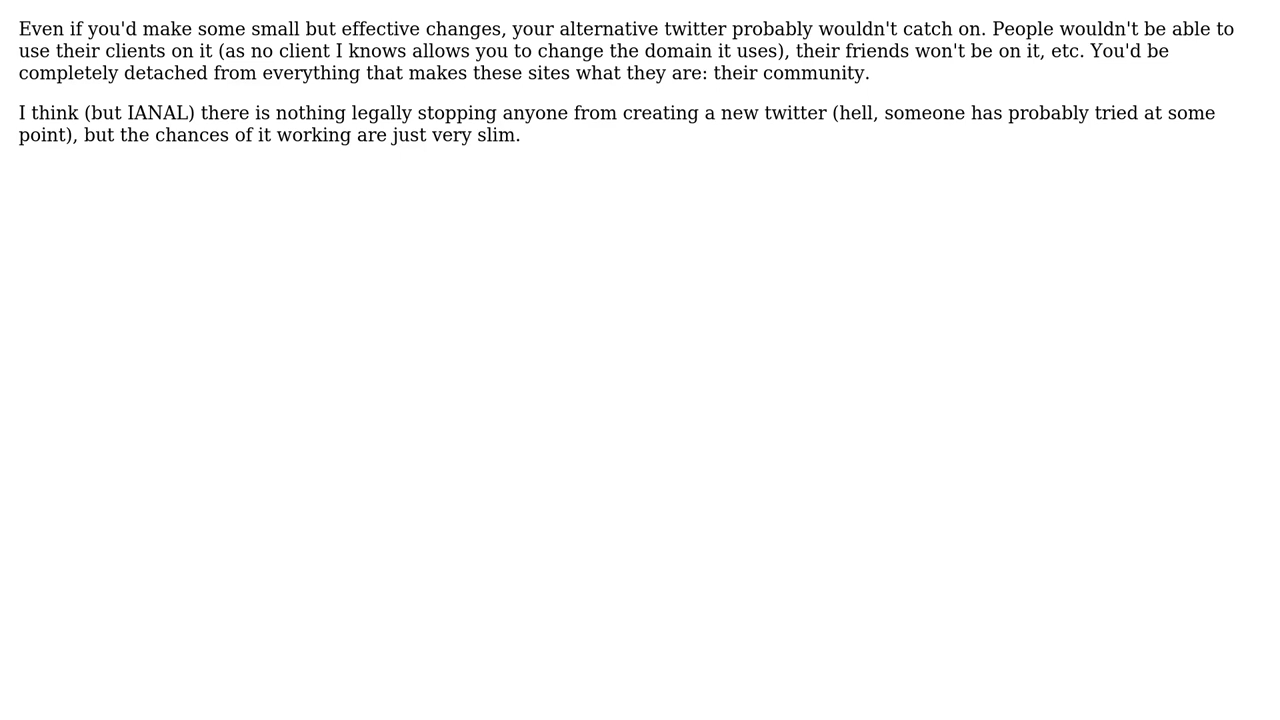 Even if you'd make some small but effective changes, your alternative twitter probably wouldn't catch on. People wouldn't be able to
use their clients on it (as no client I knows allows you to change the domain it uses), their friends won't be on it, etc. You'd be
completely detached from everything that makes these sites what they are: their community.
I think (but IANAL) there is nothing legally stopping anyone from creating a new twitter (hell, someone has probably tried at some
point), but the chances of it working are just very slim.